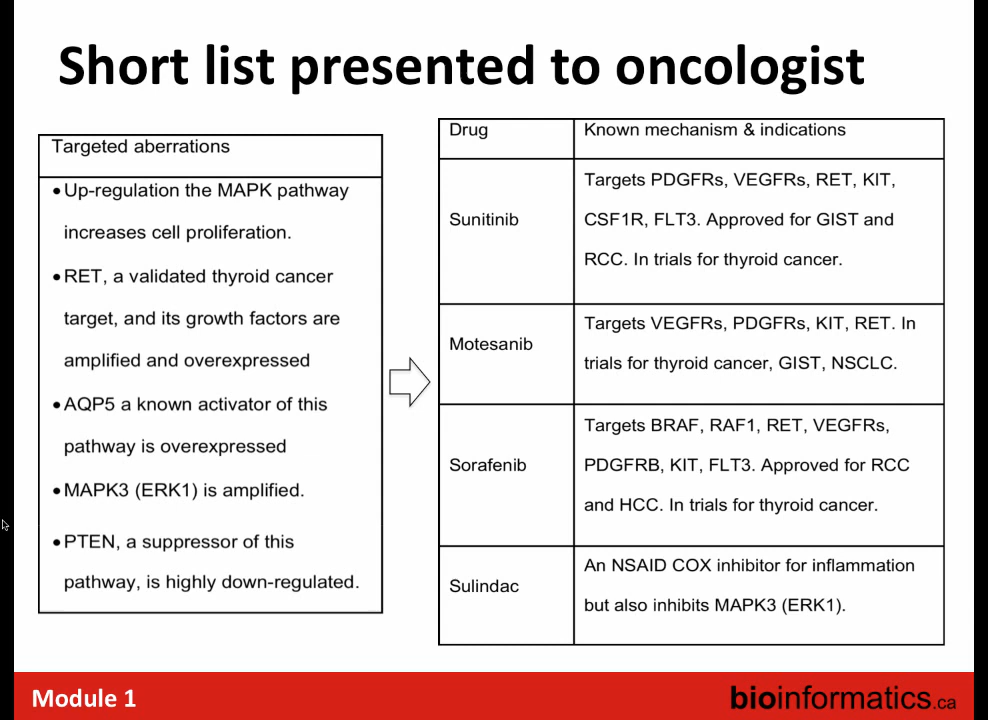 Short list presented to oncologist
Targeted aberrations
•Up-regulation the MAPK pathway
increases cell proliferation.
•RET, a validated thyroid cancer
target, and its growth factors are
amplified and overexpressed
•AQP5 a known activator of this
pathway is overexpressed
•MAPK3 (ERK1) is amplified.
•PTEN, a suppressor of this
pathway, is highly down-regulated.
Drug
Known mechanism & indications
Sunitinib
Targets PDGFRs, VEGFRs, RET, KIT,
CSF1R, FLT3. Approved for GIST and
RCC. In trials for thyroid cancer.
Motesanib
Targets VEGFRs, PDGFRs, KIT, RET. In
trials for thyroid cancer, GIST, NSCLC.
Sorafenib
Targets BRAF, RAF1, RET, VEGFRs,
PDGFRB, KIT, FLT3. Approved for RCC
and HCC. In trials for thyroid cancer.
Sulindac
An NSAID COX inhibitor for inflammation
but also inhibits MAPK3 (ERK1).
Module 1
bioinformatics.ca